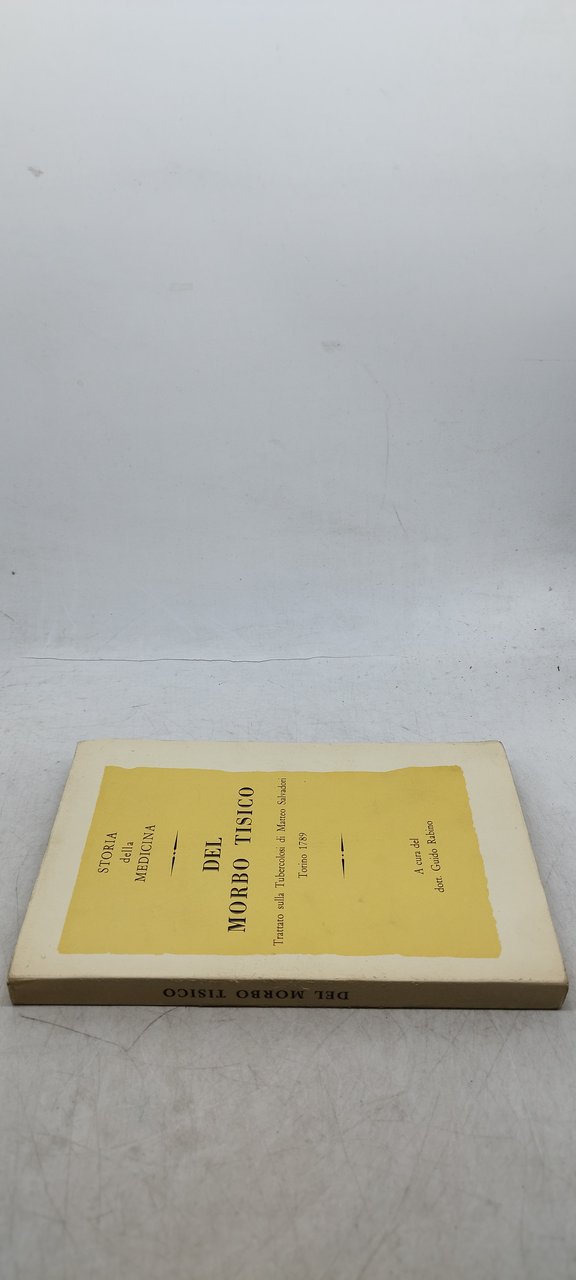 STORIA
della
MEDICINA
DEL
MORBO TISICO
Trattato sulla Tubercolosi di Matteo Salvadori
Torino 1789
A cura del
dott. Guido Rabino
DEL MORBO TISICO